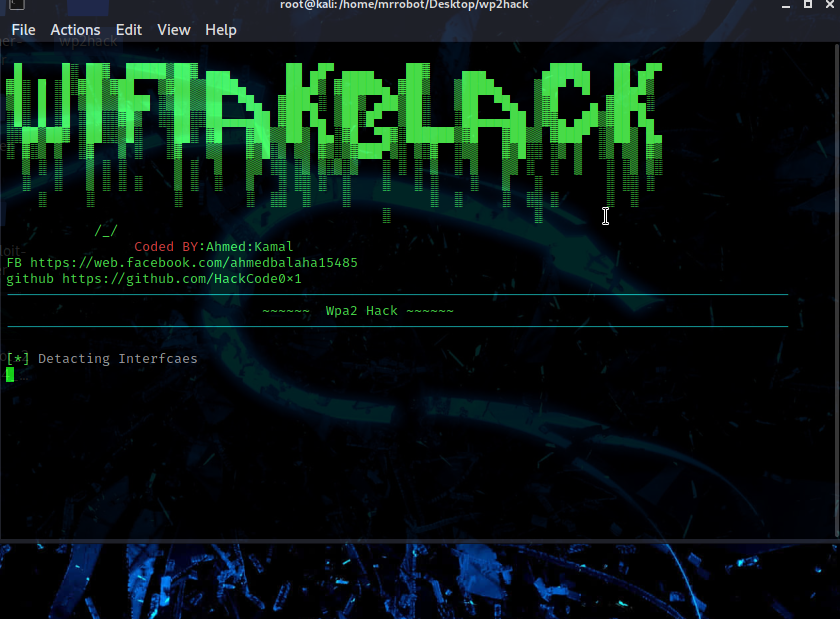 root@kali:/home/mrrobot/Desktop/wp2hack
File Actions Edit View Help
wp2hack
WIFIAKBLACK
/_/
Coded BY:Ahmed:Kamal
FB https://web.facebook.com/ahmedbalaha15485
github https://github.com/HackCode0×1
~~~~~~ Wpa2 Hack ~~~~~~
[*] Detacting Interfcaes